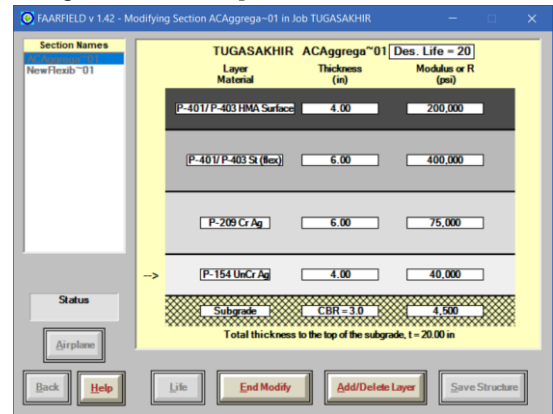 FAARFIELD v 1.42 - Modifying Section ACAggrega~01 in Job TUGASAKHIR
Section Names
ACAggrega~01
NewFlexib~01
TUGASAKHIR ACAggrega~01 Des. Life = 20
Layer Material Thickness (in) Modulus or R (psi)
P-401/ P-403 HMA Surface 4.00 200,000
P-401/ P-403 St (flex) 6.00 400,000
P-209 Cr Ag 6.00 75,000
--> P-154 UnCr Ag 4.00 40,000
Subgrade CBR = 3.0 4,500
Total thickness to the top of the subgrade, t = 20.00 in
Status
Airplane
Back Help Life End Modify Add/Delete Layer Save Structure